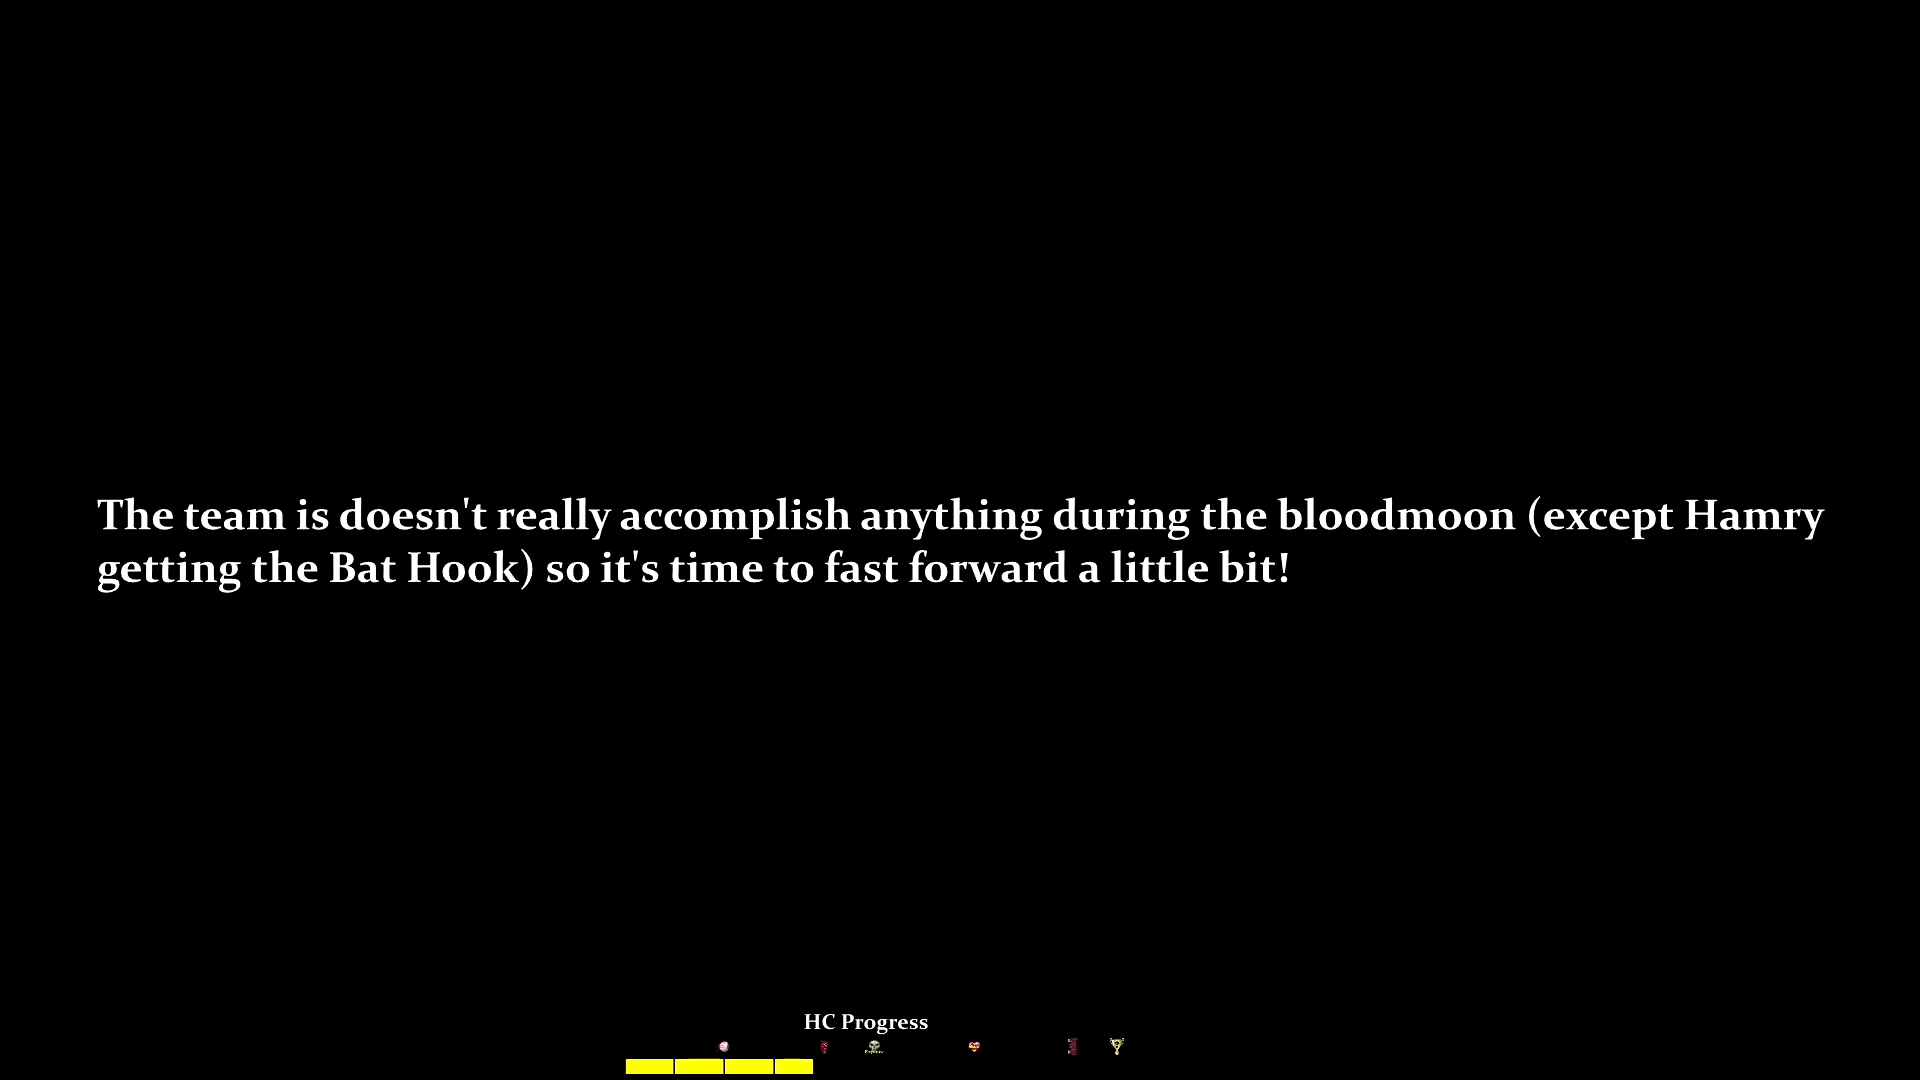 The team is doesn't really accomplish anything during the bloodmoon (except Hamry
getting the Bat Hook) so it's time to fast forward a little bit!
HC Progress